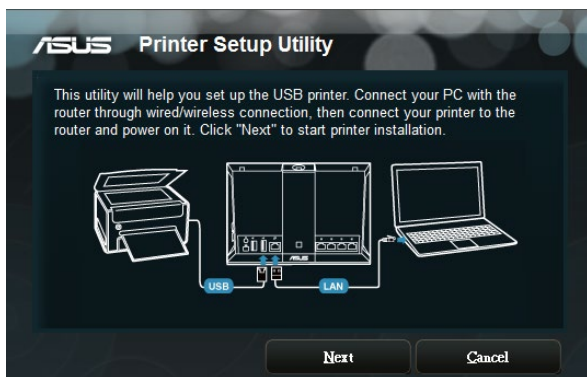 ASUS Printer Setup Utility
This utility will help you set up the USB printer. Connect your PC with the
router through wired/wireless connection, then connect your printer to the
router and power on it. Click "Next" to start printer installation.
ASUS
USB
LAN
Next
Cancel